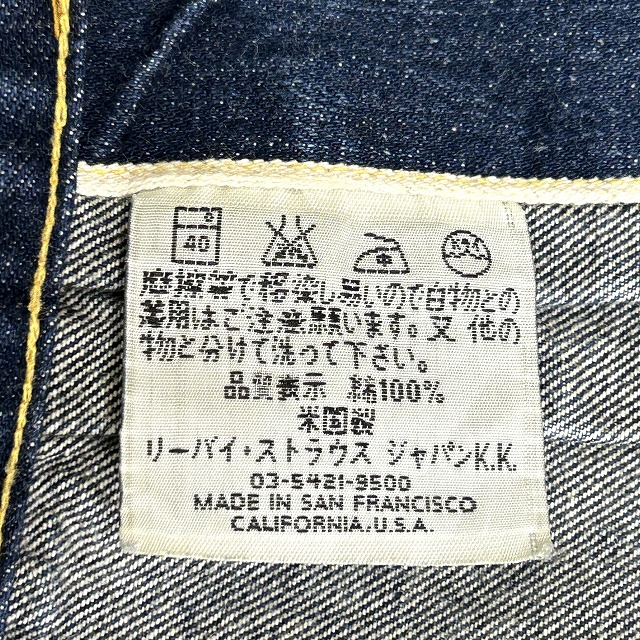 40
摩擦等で移染し易いので白物との
着用はご注意願います。又 他の
物と分けて洗って下さい。
品質表示 綿100%
米国製
リーバイ・ストラウス ジャパンK.K.
03-5421-9500
MADE IN SAN FRANCISCO
CALIFORNIA.U.S.A.